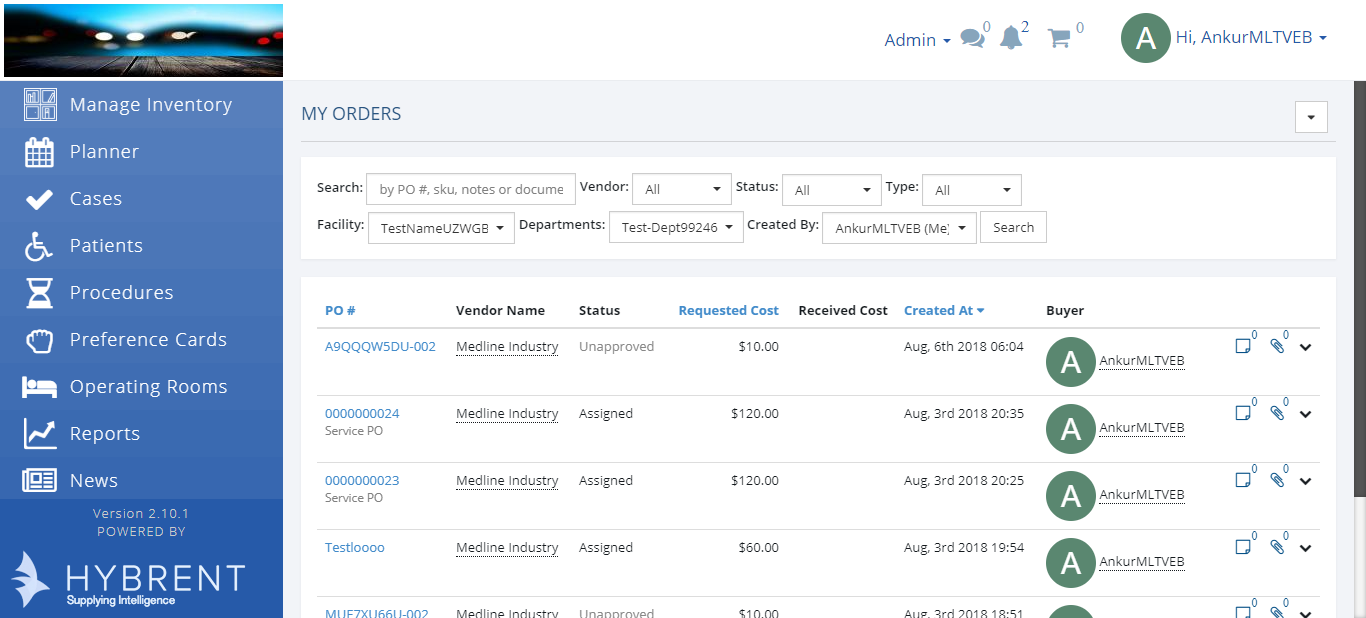 Admin 0 2 0 A Hi, AnkurMLTVEB
Manage Inventory
Planner
Cases
Patients
Procedures
Preference Cards
Operating Rooms
Reports
News
Version 2.10.1
POWERED BY
HYBRENT
Supplying Intelligence
MY ORDERS
Search: by PO #, sku, notes or docume Vendor: All Status: All Type: All
Facility: TestNameUZWGB Departments: Test-Dept99246 Created By: AnkurMLTVEB (Me) Search
PO # Vendor Name Status Requested Cost Received Cost Created At Buyer
A9QQQW5DU-002 Medline Industry Unapproved $10.00 Aug, 6th 2018 06:04 A AnkurMLTVEB 0 0
0000000024 Medline Industry Assigned $120.00 Aug, 3rd 2018 20:35 A AnkurMLTVEB 0 0
Service PO
0000000023 Medline Industry Assigned $120.00 Aug, 3rd 2018 20:25 A AnkurMLTVEB 0 0
Service PO
Testloooo Medline Industry Assigned $60.00 Aug, 3rd 2018 19:54 A AnkurMLTVEB 0 0
MUF7XU66U-002 Medline Industry Unapproved $10.00 Aug, 3rd 2018 18:51 0 0